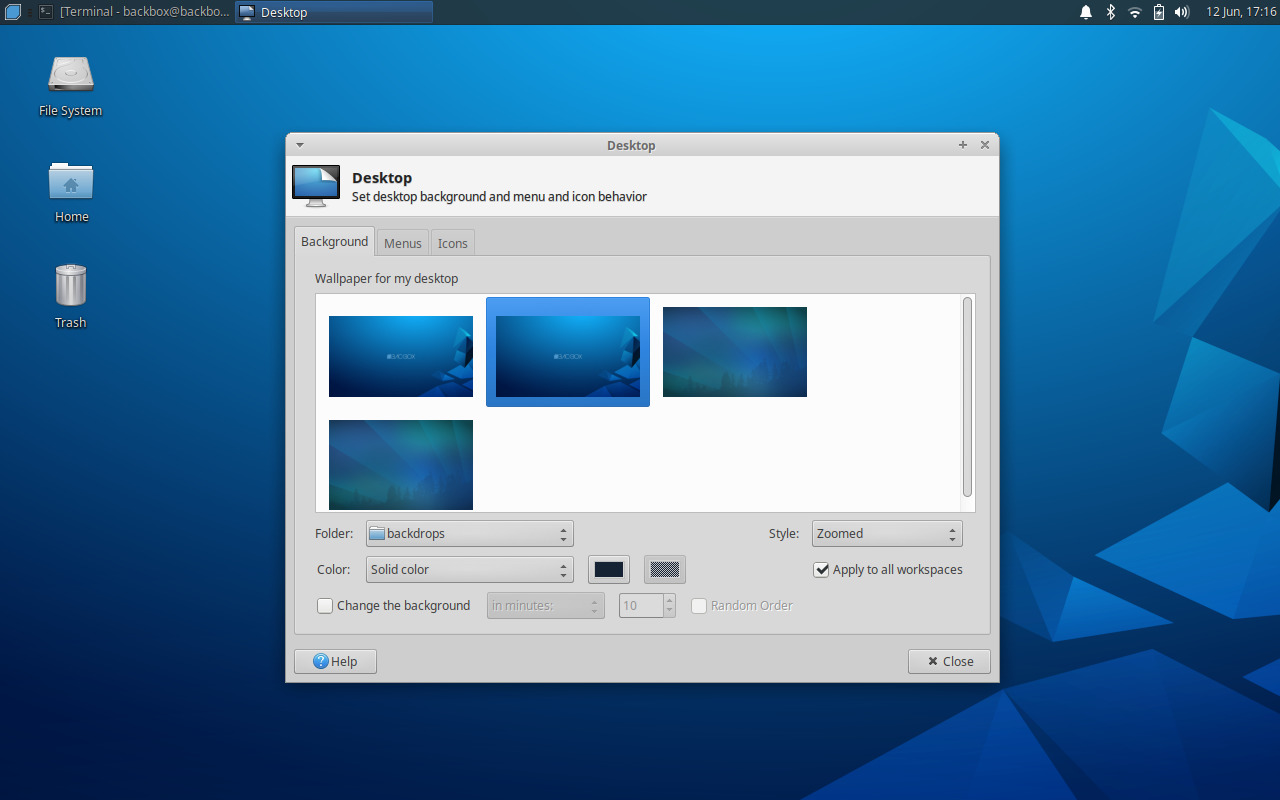 [Terminal - backbox@backbo...
Desktop
12 Jun, 17:16
File System
Home
Trash
Desktop
Desktop
Set desktop background and menu and icon behavior
Background
Menus
Icons
Wallpaper for my desktop
BACKBOX
BACKBOX
Folder:
backdrops
Style:
Zoomed
Color:
Solid color
Apply to all workspaces
Change the background
in minutes:
10
Random Order
? Help
Close